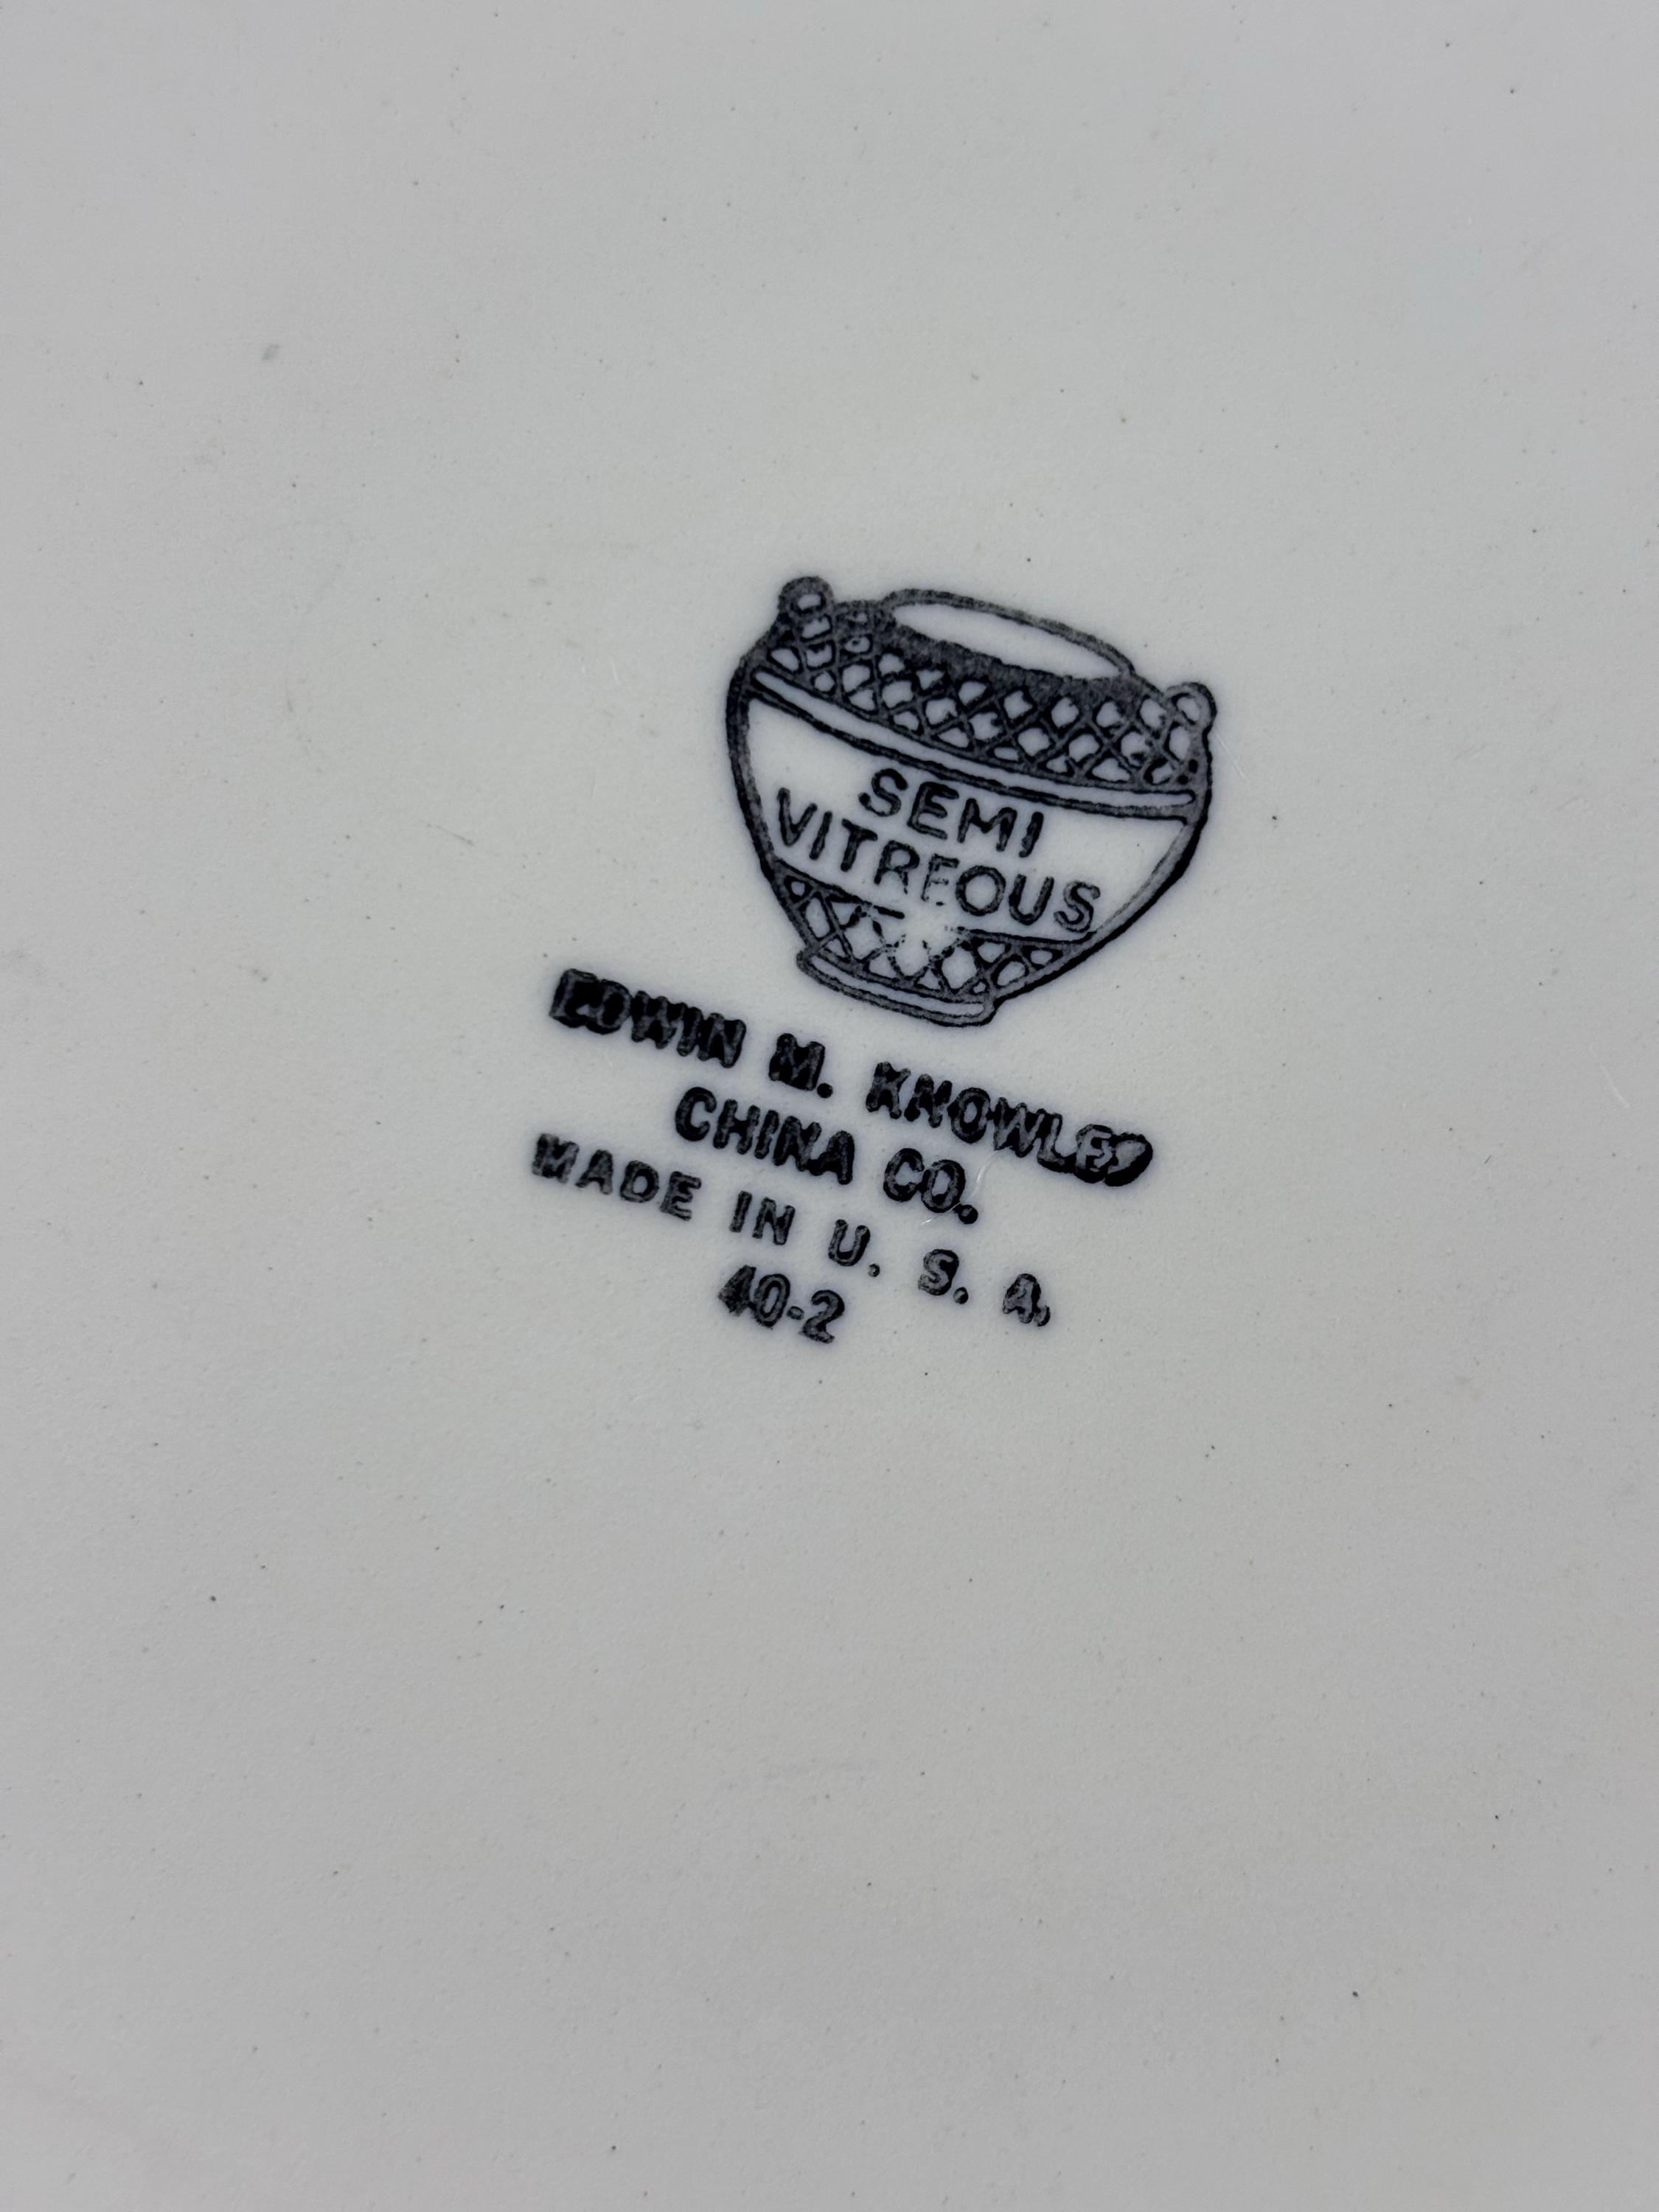 SEMI
VITREOUS
EDWIN M. KNOWLES
CHINA CO.
MADE IN U. S. A.
40-2